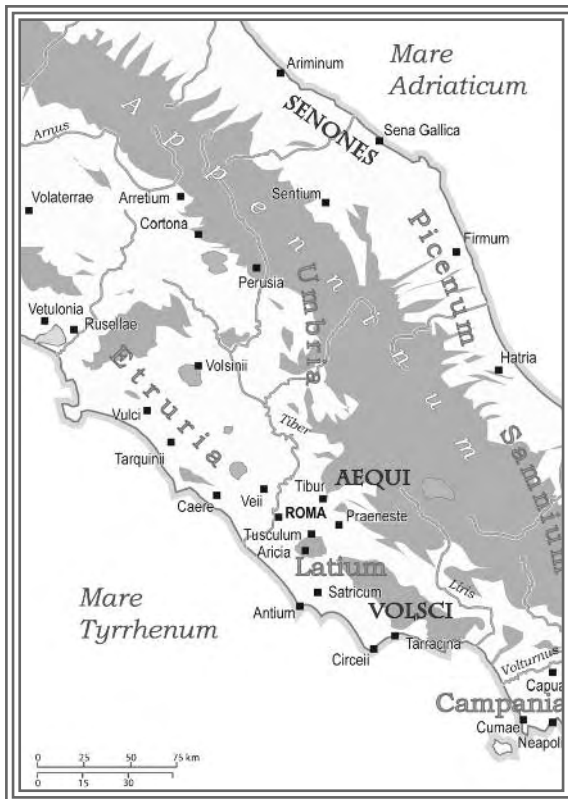 Mare
Adriaticum
Ariminum
SENONES
Sena Gallica
Appenninum
Arnus
Volaterrae
Arretium
Sentium
Cortona
Picenum
Firmum
Perusia
Umbria
Vetulonia
Rusellae
Etruria
Volsinii
Hatria
Vulci
Tiber
Tarquinii
Samnium
AEQUI
Tibur
Veii
Caere
ROMA
Praeneste
Tusculum
Aricia
Latium
Liris
Mare
Tyrrhenum
Satricum
Antium
VOLSCI
Tarracina
Circeii
Volturnus
Capua
Campania
Cumae
Neapoli
0 25 50 75 km
0 15 30